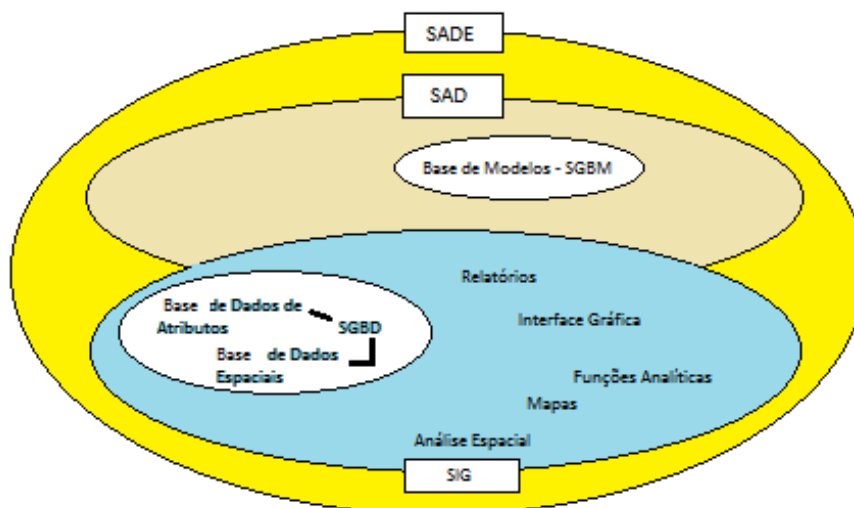 SADE
SAD
Base de Modelos - SGBM
Relatórios
Base de Dados de
Atributos
SGBD
Interface Gráfica
Base de Dados
Espaciais
Funções Analíticas
Mapas
Análise Espacial
SIG